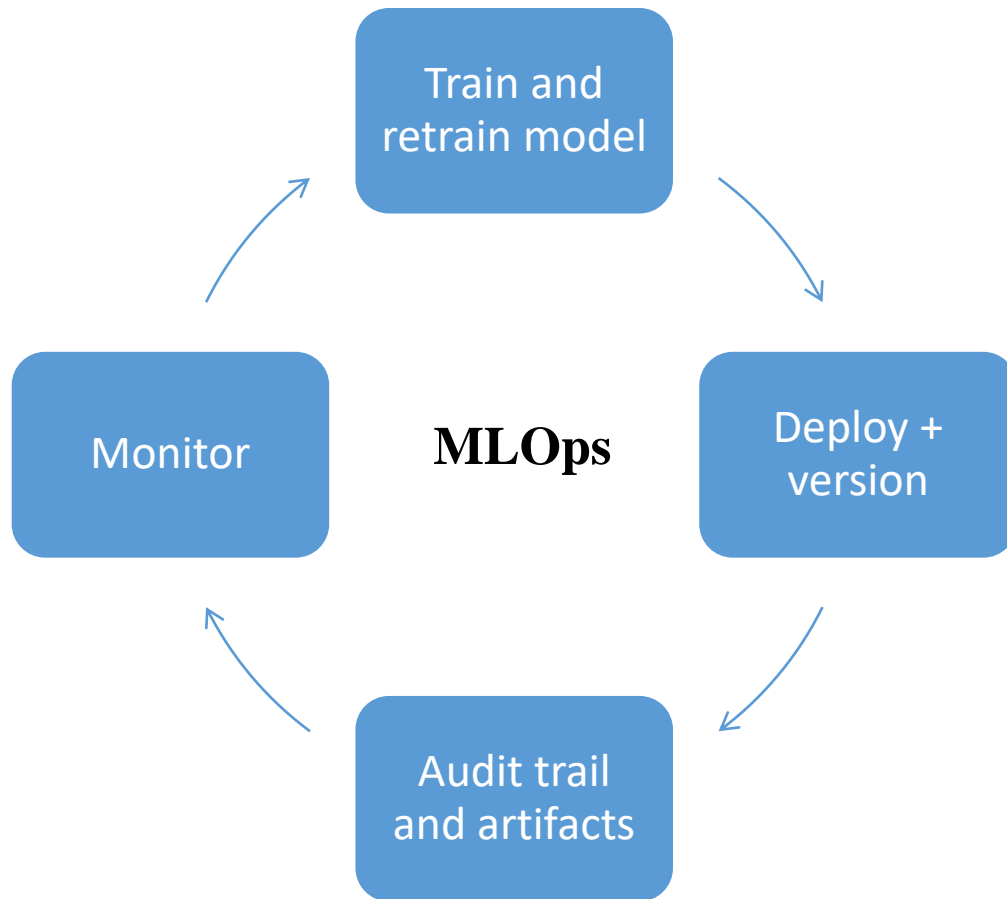 Train and
retrain model
Monitor
MLOps
Deploy +
version
Audit trail
and artifacts